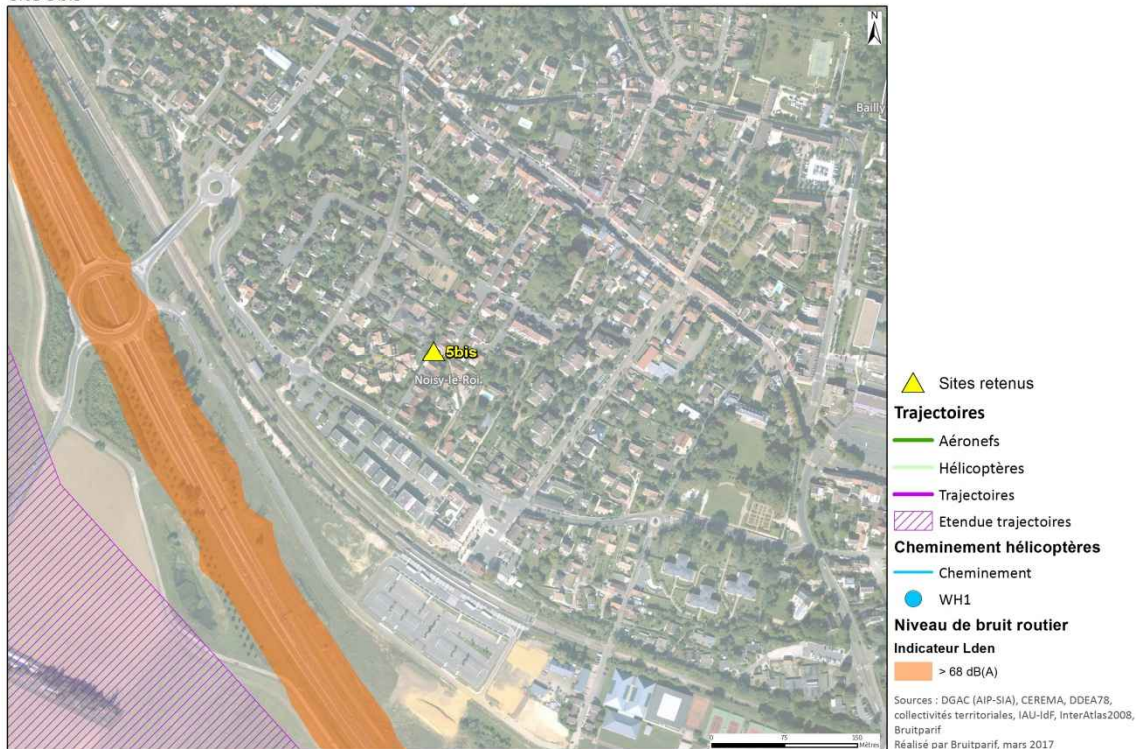 N
Bailly
5bis
Noisy-le-Roi
0 75 150
Mètres
Sites retenus
Trajectoires
Aéronefs
Hélicoptères
Trajectoires
Etendue trajectoires
Cheminement hélicoptères
Cheminement
WH1
Niveau de bruit routier
Indicateur Lden
> 68 dB(A)
Sources : DGAC (AIP-SIA), CEREMA, DDEA78,
collectivités territoriales, IAU-IdF, InterAtlas2008,
Bruitparif
Réalisé par Bruitparif, mars 2017